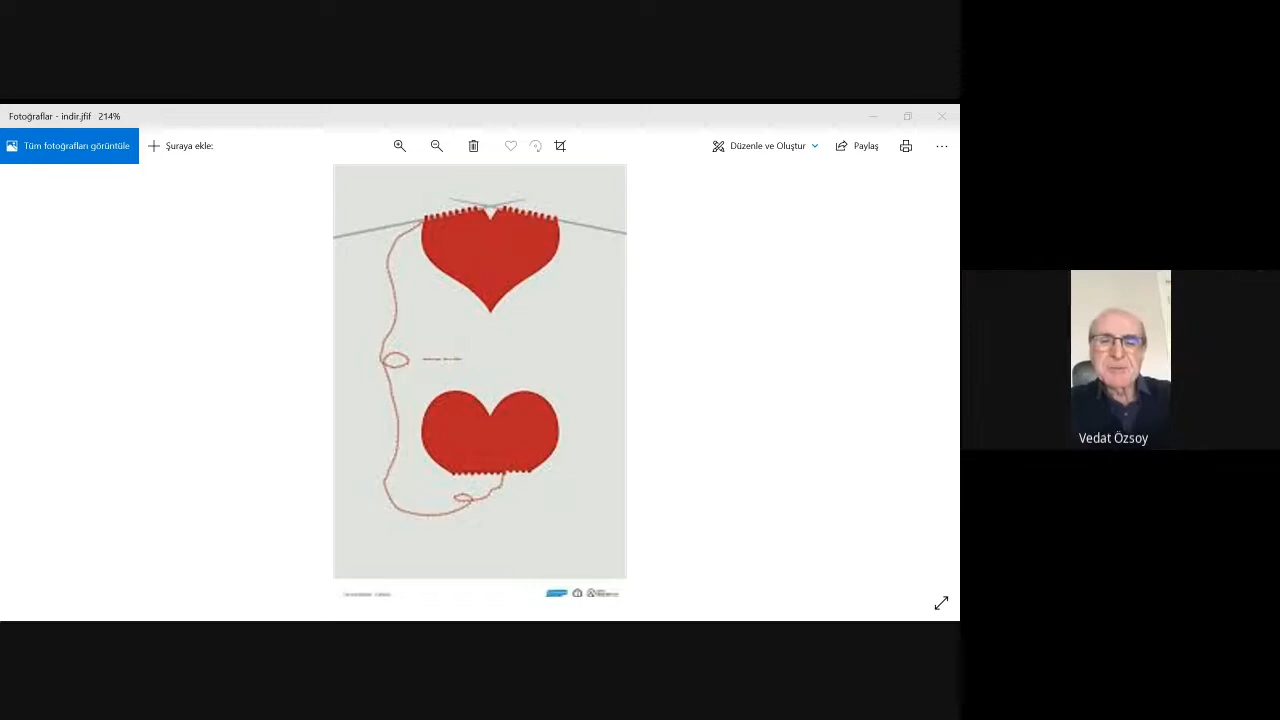 Fotoğraflar - indir.jfif 214%
Tüm fotoğrafları görüntüle
Şuraya ekle:
Düzenle ve Oluştur
Paylaş
Vedat Özsoy